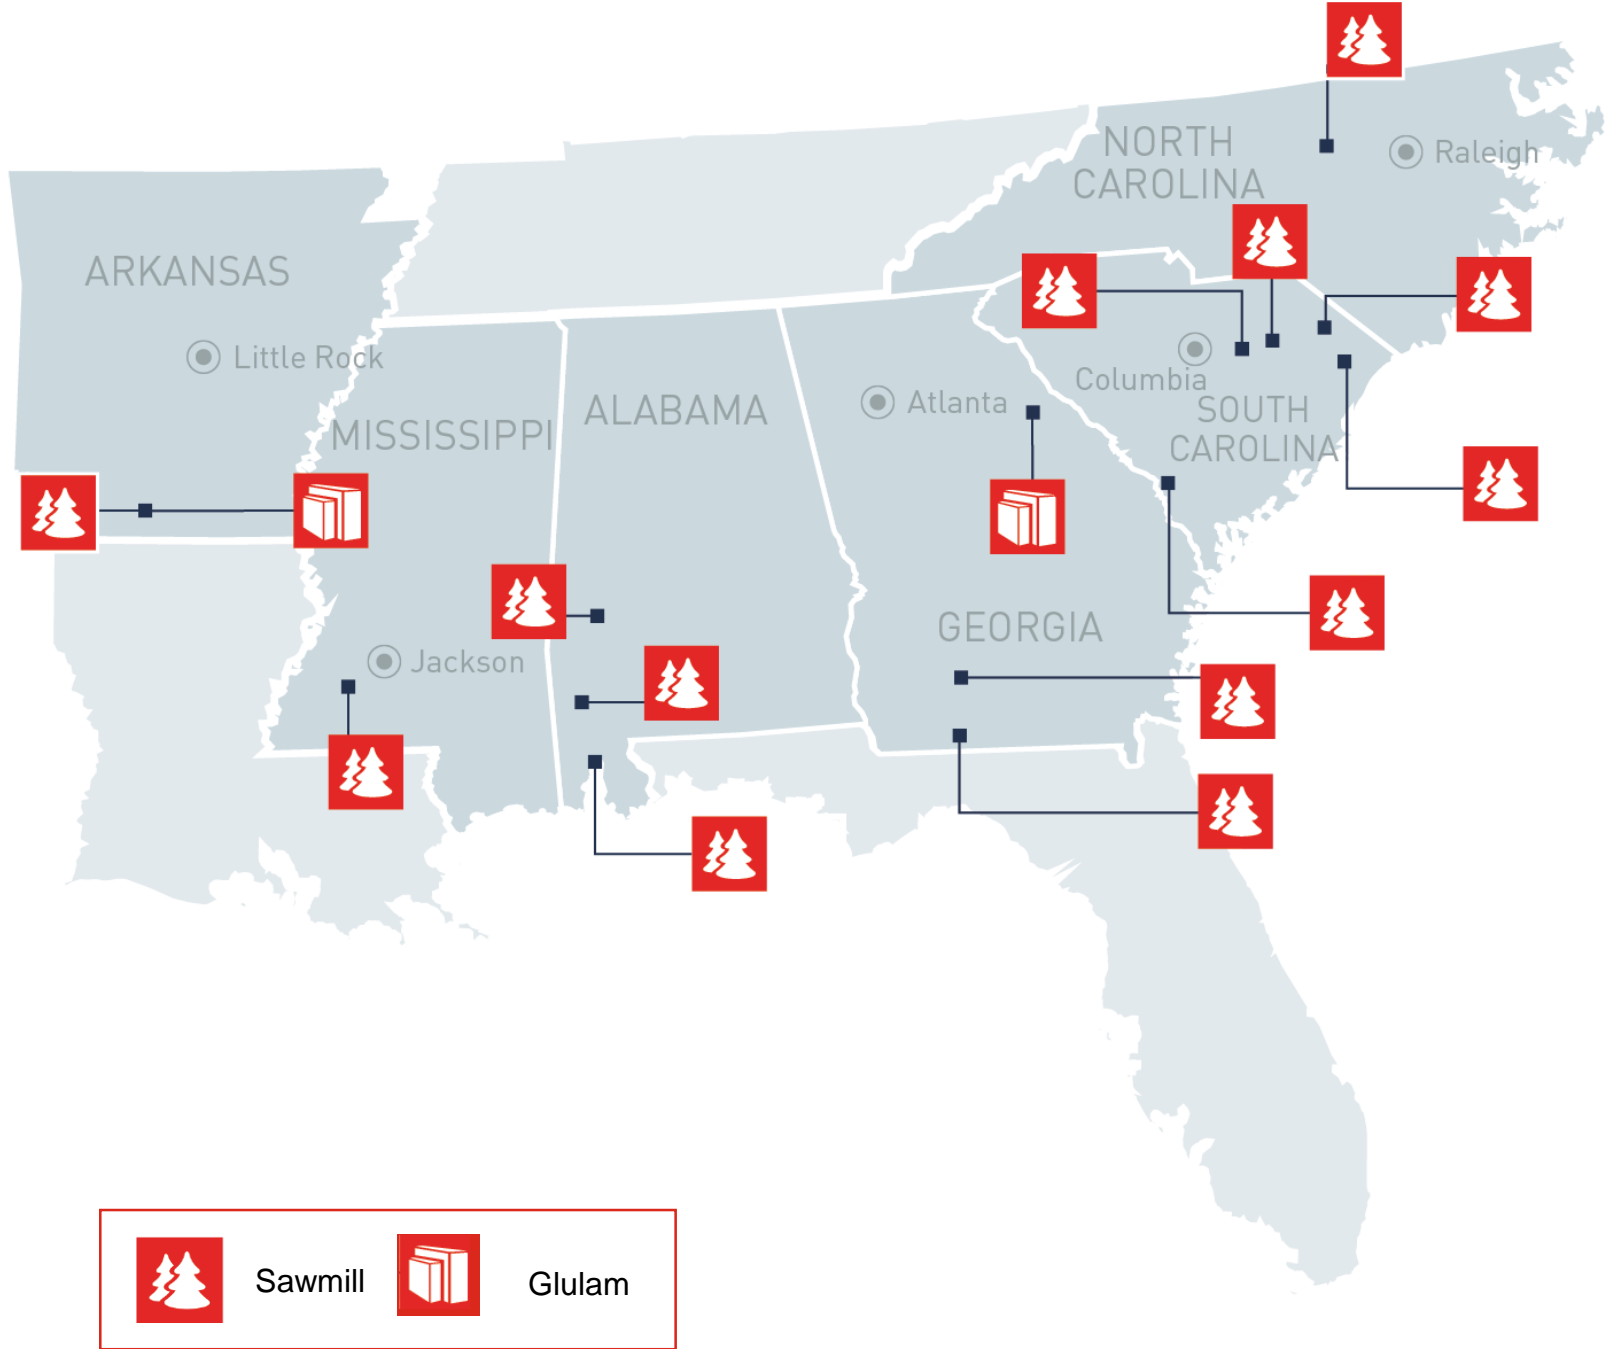 NORTH
CAROLINA
Raleigh
ARKANSAS
Little Rock
MISSISSIPPI
ALABAMA
Atlanta
Columbia
SOUTH
CAROLINA
GEORGIA
Jackson
Sawmill
Glulam